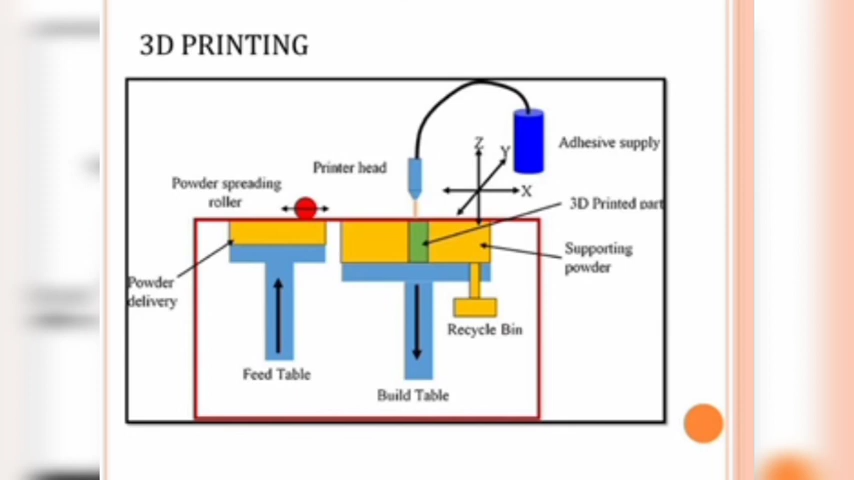 3D PRINTING
Adhesive supply
Z
Y
X
Printer head
Powder spreading
roller
3D Printed part
Supporting
powder
Powder
delivery
Recycle Bin
Feed Table
Build Table